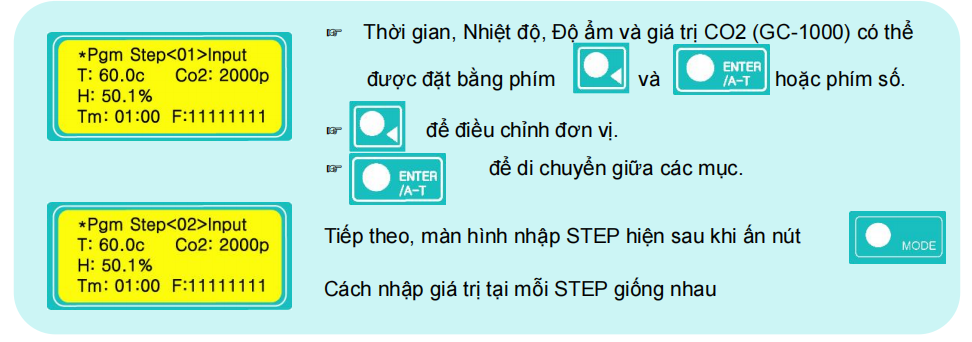 *Pgm Step<01>Input
T: 60.0c Co2: 2000p
H: 50.1%
Tm: 01:00 F:11111111
☞ Thời gian, Nhiệt độ, Độ ẩm và giá trị CO2 (GC-1000) có thể
được đặt bằng phím và ENTER /A-T hoặc phím số.
☞ để điều chỉnh đơn vị.
☞ ENTER /A-T để di chuyển giữa các mục.
*Pgm Step<02>Input
T: 60.0c Co2: 2000p
H: 50.1%
Tm: 01:00 F:11111111
Tiếp theo, màn hình nhập STEP hiện sau khi ấn nút MODE
Cách nhập giá trị tại mỗi STEP giống nhau